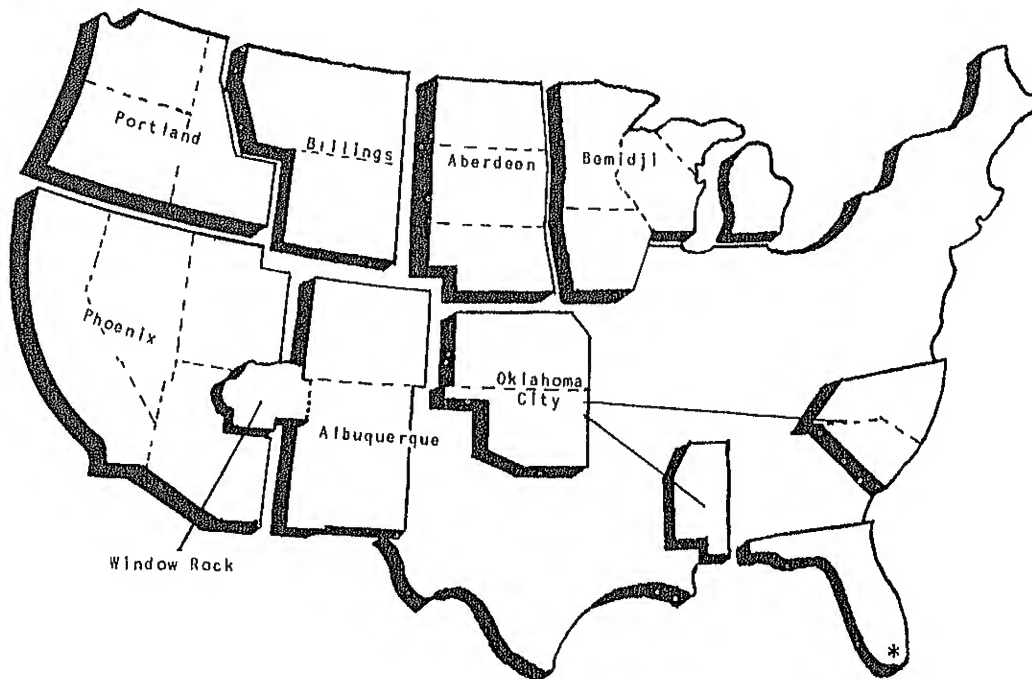 Portland
Billings
Aberdeen
Bemidji
Phoenix
Oklahoma
City
Albuquerque
Window Rock
*